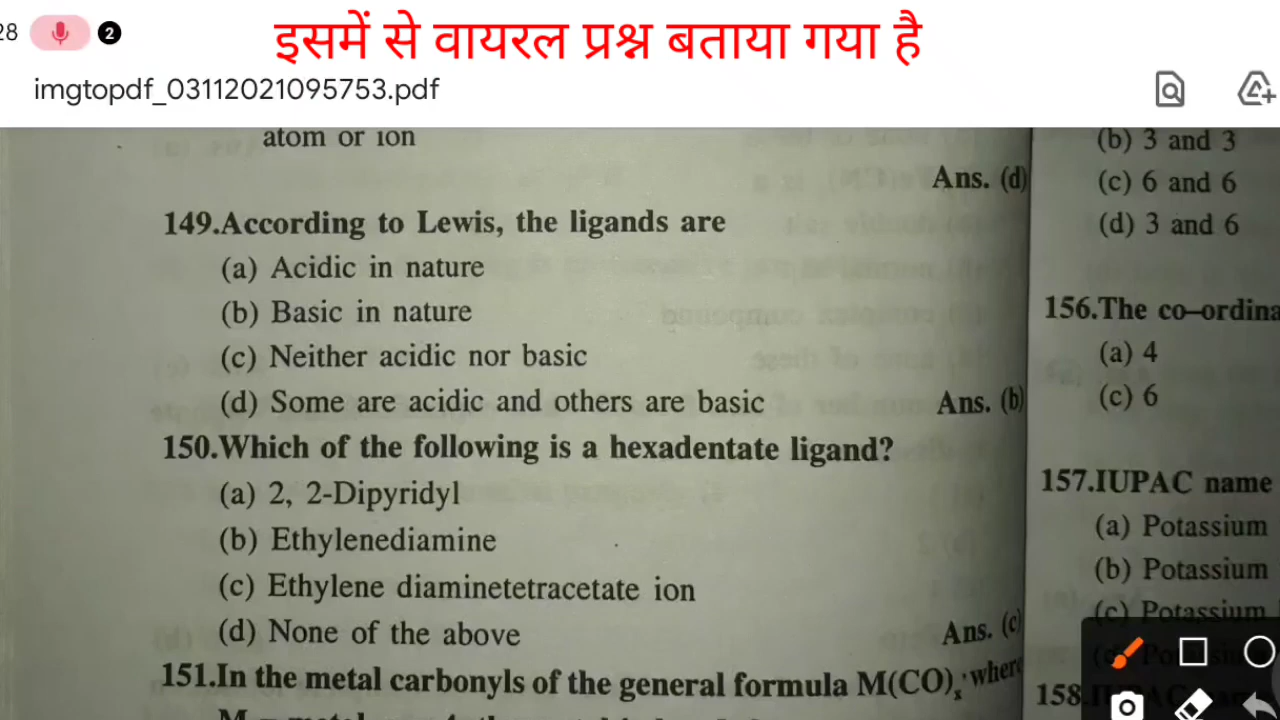 28
2
इसमें से वायरल प्रश्न बताया गया है
imgtopdf_03112021095753.pdf
atom or ion
Ans. (d)
149.According to Lewis, the ligands are
(a) Acidic in nature
(b) Basic in nature
(c) Neither acidic nor basic
(d) Some are acidic and others are basic
Ans. (b)
150.Which of the following is a hexadentate ligand?
(a) 2, 2-Dipyridyl
(b) Ethylenediamine
(c) Ethylene diaminetetracetate ion
(d) None of the above
Ans. (c)
151.In the metal carbonyls of the general formula M(CO)x, where
(b) 3 and 3
(c) 6 and 6
(d) 3 and 6
156.The co-ordina
(a) 4
(c) 6
157.IUPAC name
(a) Potassium
(b) Potassium
(c) Potassium
158.